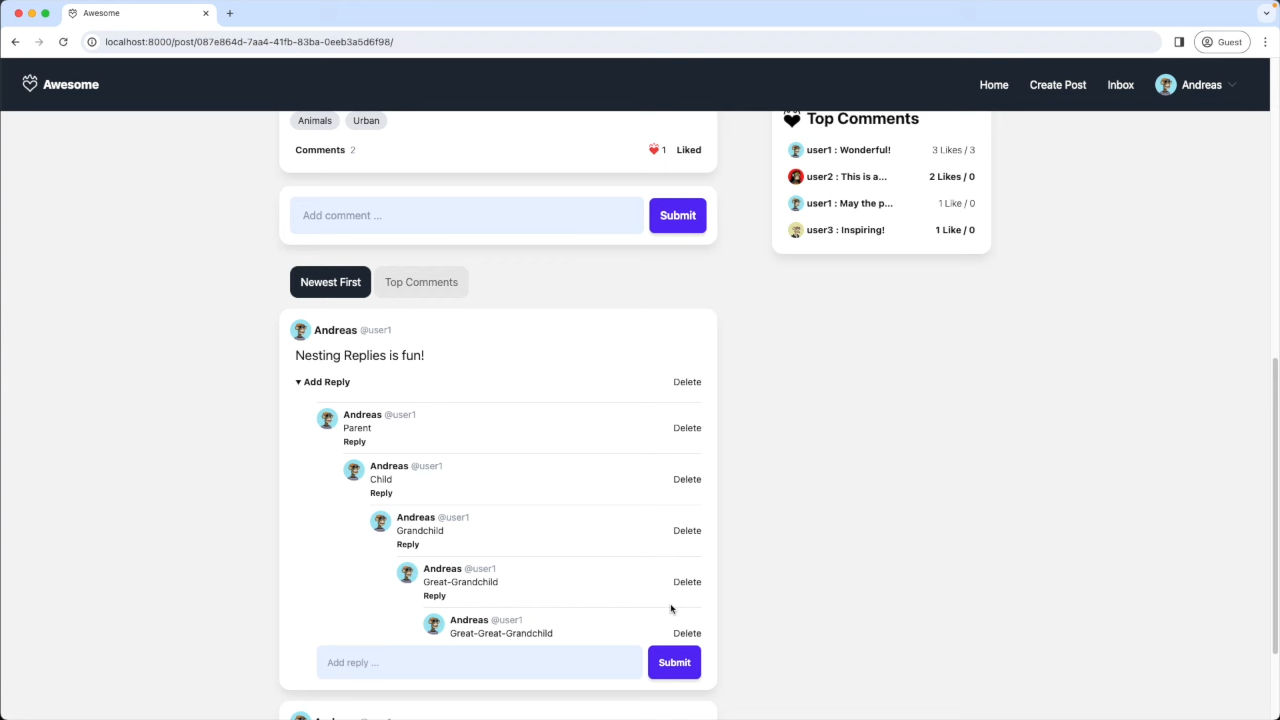 Awesome
localhost:8000/post/087e864d-7aa4-41fb-83ba-0eeb3a5d6f98/
Guest
Awesome
Home
Create Post
Inbox
Andreas
Animals
Urban
Comments 2
1 Liked
Add comment ...
Submit
Newest First
Top Comments
Andreas @user1
Nesting Replies is fun!
▾ Add Reply
Delete
Andreas @user1
Parent
Delete
Reply
Andreas @user1
Child
Delete
Reply
Andreas @user1
Grandchild
Delete
Reply
Andreas @user1
Great-Grandchild
Delete
Reply
Andreas @user1
Great-Great-Grandchild
Delete
Add reply ...
Submit
Top Comments
user1 : Wonderful! 3 Likes / 3
user2 : This is a... 2 Likes / 0
user1 : May the p... 1 Like / 0
user3 : Inspiring! 1 Like / 0